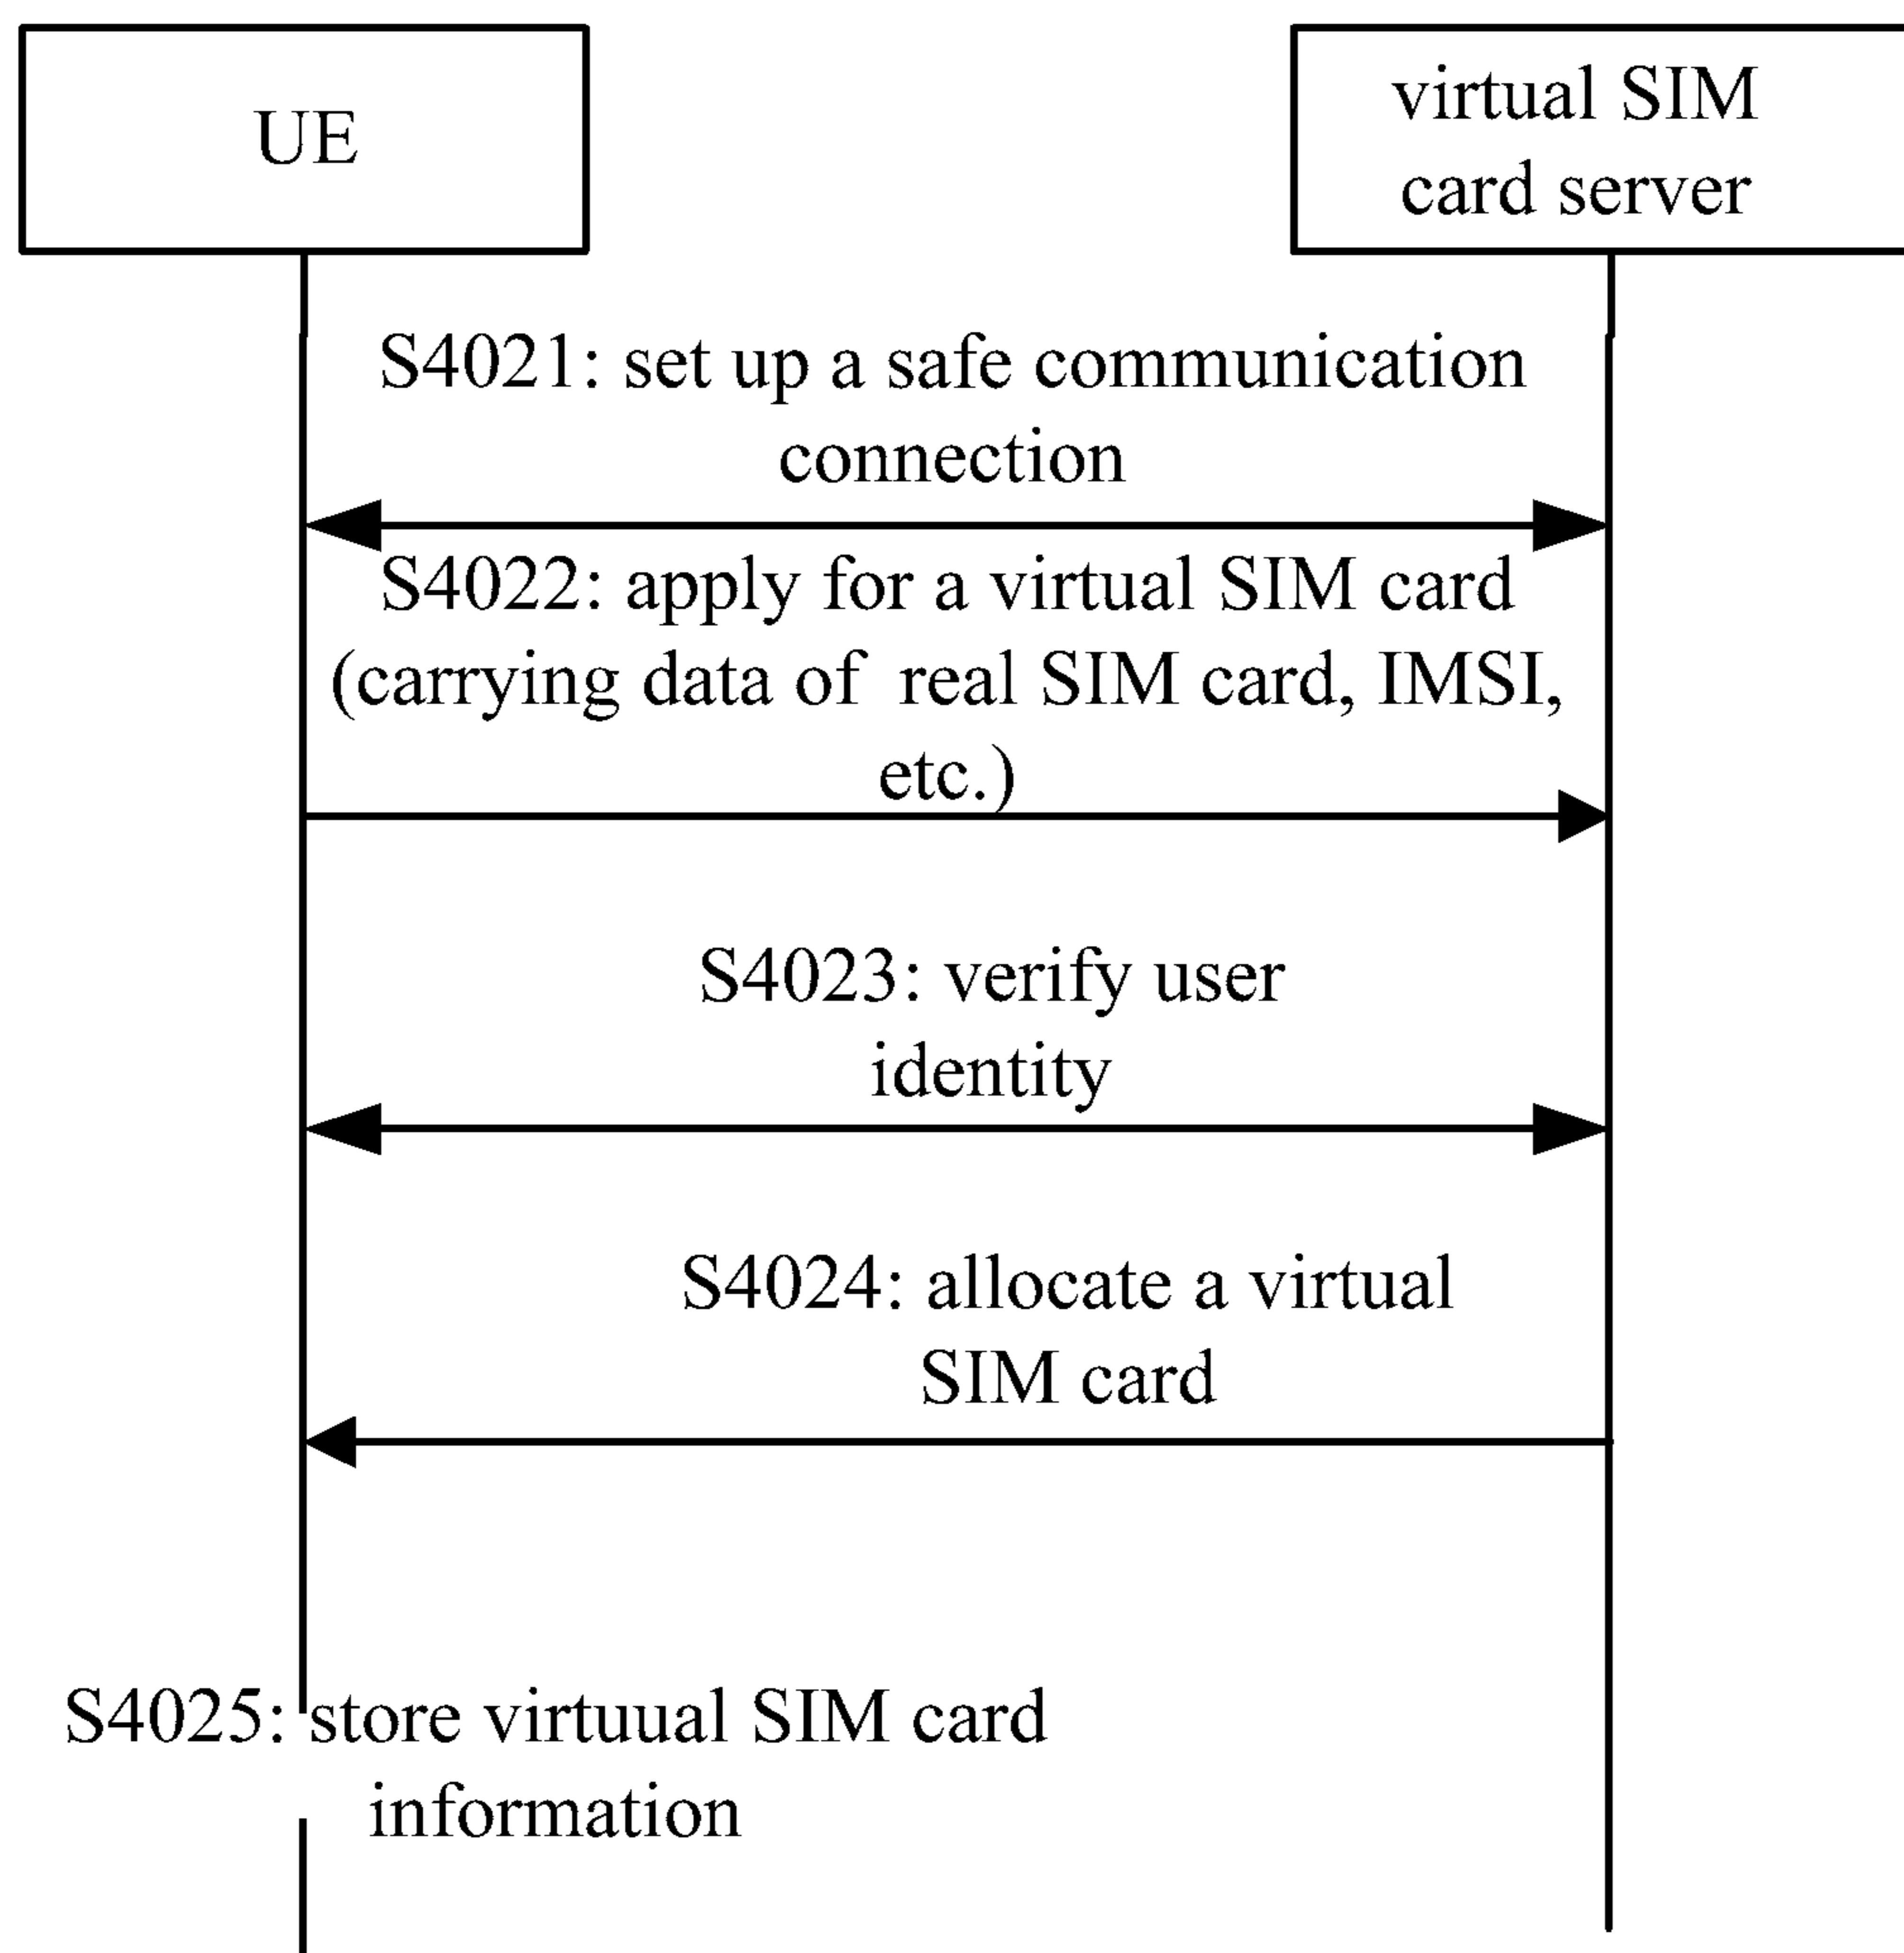 UE
virtual SIM
card server
S4021: set up a safe communication
connection
S4022: apply for a virtual SIM card
(carrying data of real SIM card, IMSI,
etc.)
S4023: verify user
identity
S4024: allocate a virtual
SIM card
S4025: store virtuual SIM card
information